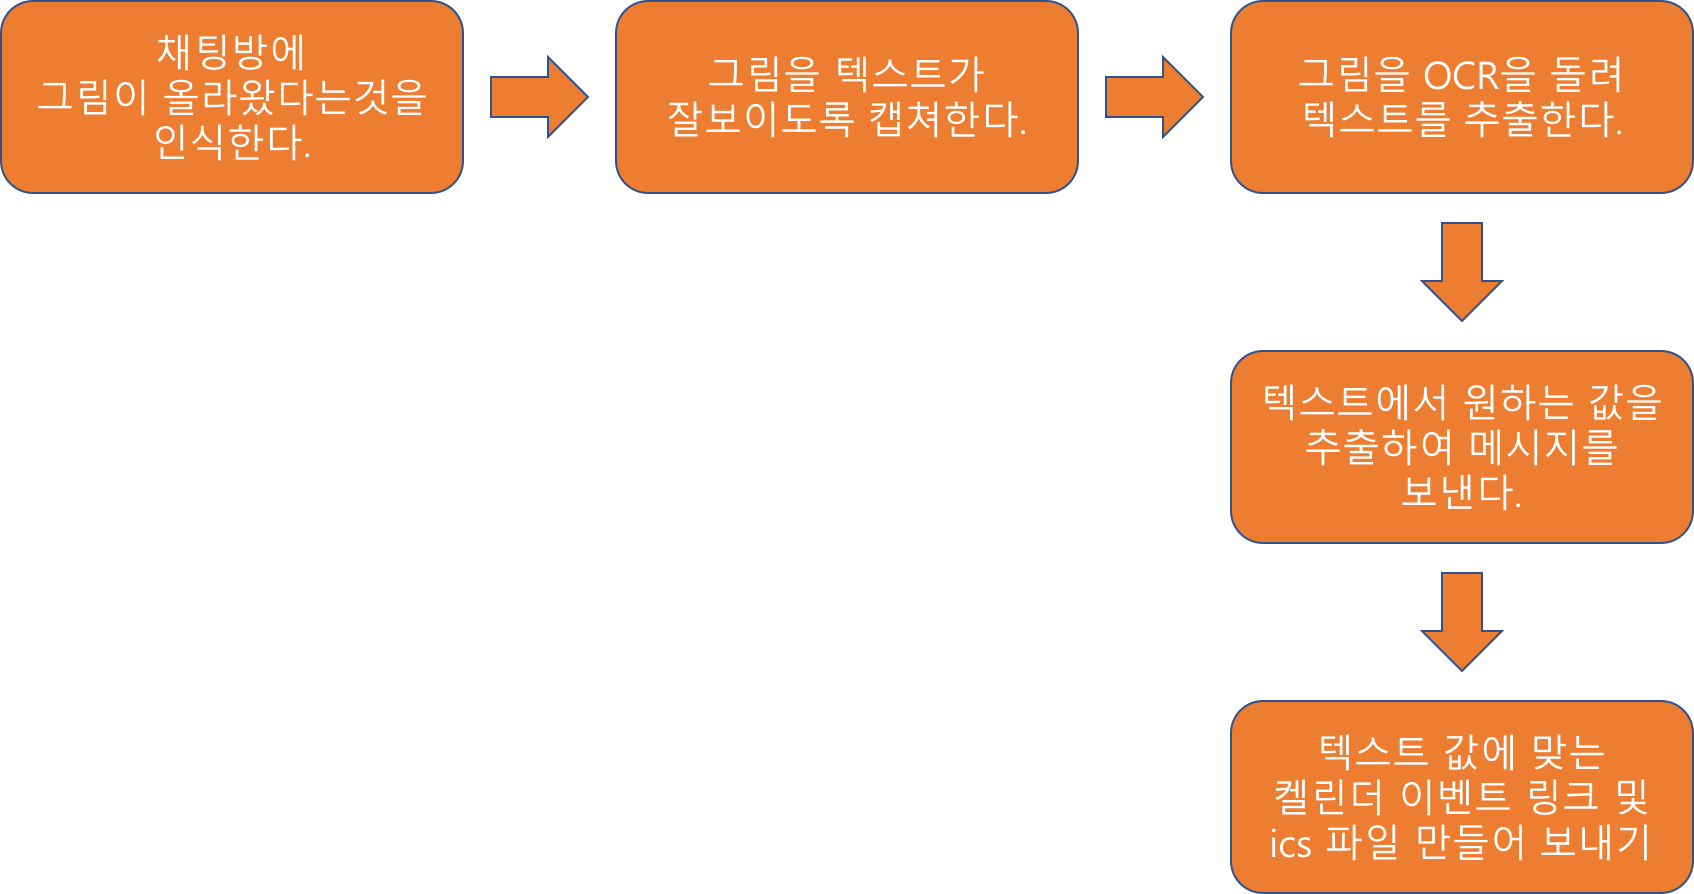 채팅방에
그림이 올라왔다는것을
인식한다.
그림을 텍스트가
잘보이도록 캡쳐한다.
그림을 OCR을 돌려
텍스트를 추출한다.
텍스트에서 원하는 값을
추출하여 메시지를
보낸다.
텍스트 값에 맞는
켈린더 이벤트 링크 및
ics 파일 만들어 보내기